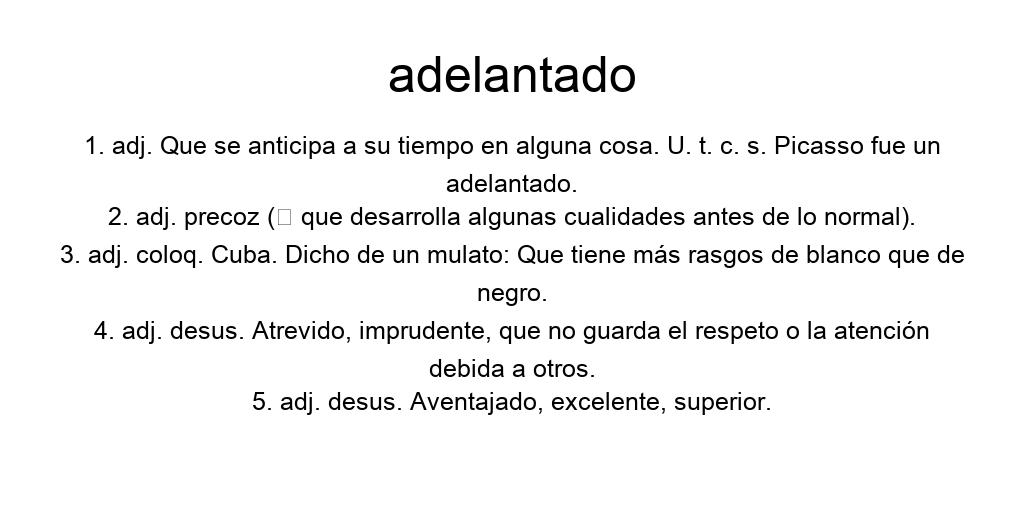 adelantado
1. adj. Que se anticipa a su tiempo en alguna cosa. U. t. c. s. Picasso fue un
adelantado.
2. adj. precoz (□ que desarrolla algunas cualidades antes de lo normal).
3. adj. coloq. Cuba. Dicho de un mulato: Que tiene más rasgos de blanco que de
negro.
4. adj. desus. Atrevido, imprudente, que no guarda el respeto o la atención
debida a otros.
5. adj. desus. Aventajado, excelente, superior.